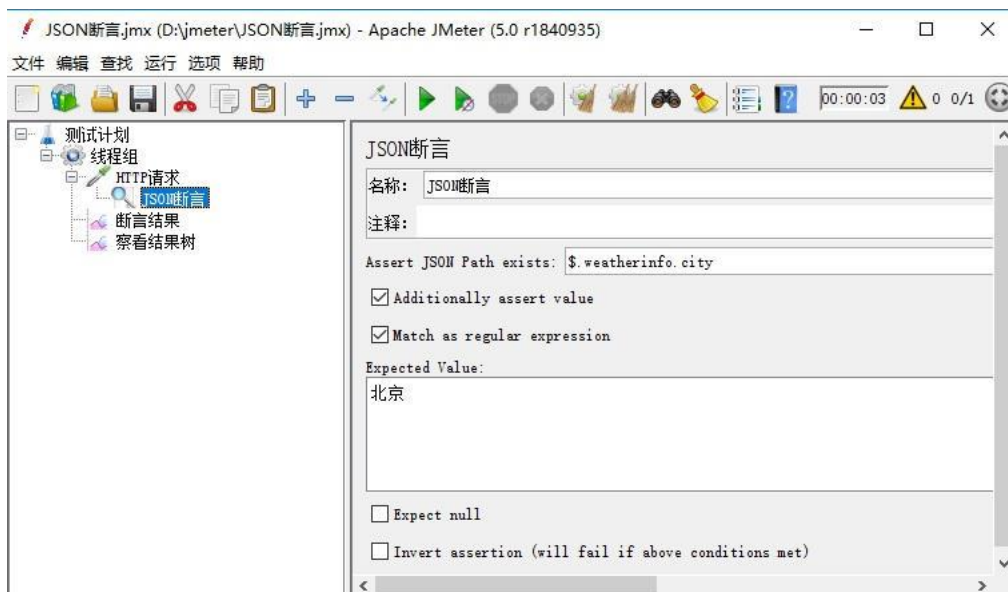 JSON断言.jmx (D:\jmeter\JSON断言.jmx) - Apache JMeter (5.0 r1840935)
文件 编辑 查找 运行 选项 帮助
00:00:03 0 0/1
测试计划
线程组
HTTP请求
JSON断言
断言结果
察看结果树
JSON断言
名称: JSON断言
注释:
Assert JSON Path exists: $.weatherinfo.city
Additionally assert value
Match as regular expression
Expected Value:
北京
Expect null
Invert assertion (will fail if above conditions met)